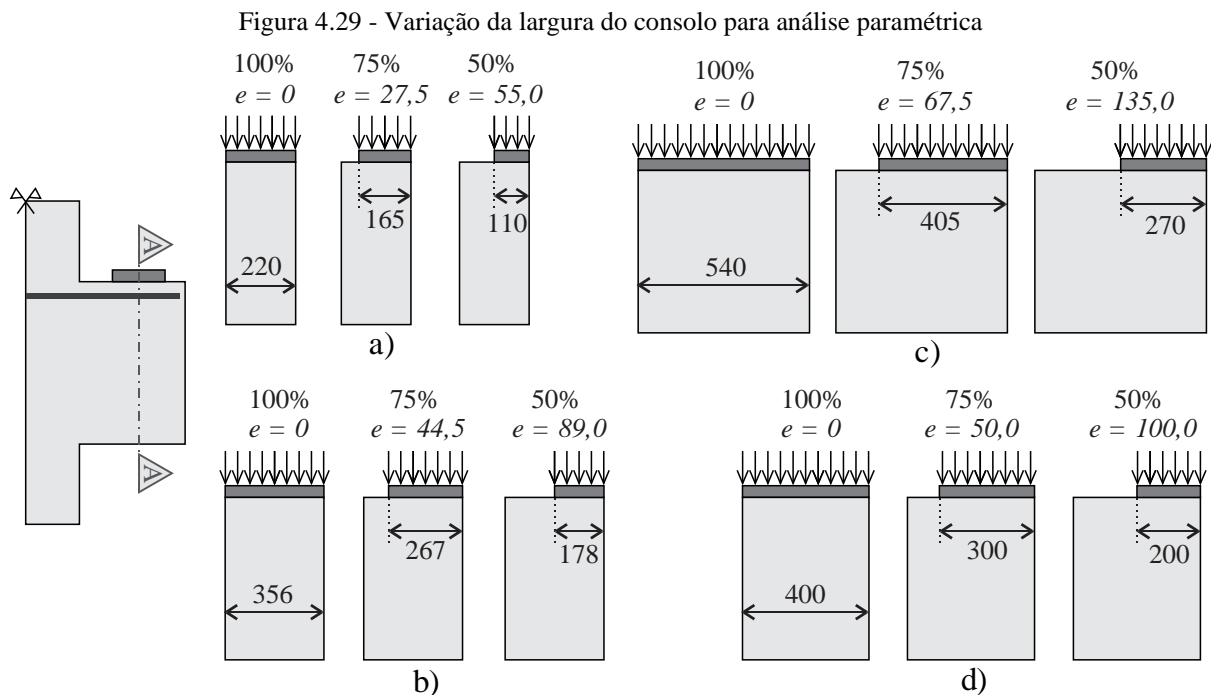 Figura 4.29 - Variação da largura do consolo para análise paramétrica
100% 75% 50%
e = 0 e = 27,5 e = 55,0
165
110
220
a)
100% 75% 50%
e = 0 e = 67,5 e = 135,0
405
270
540
c)
A
A
100% 75% 50%
e = 0 e = 44,5 e = 89,0
267
178
356
b)
100% 75% 50%
e = 0 e = 50,0 e = 100,0
300
200
400
d)